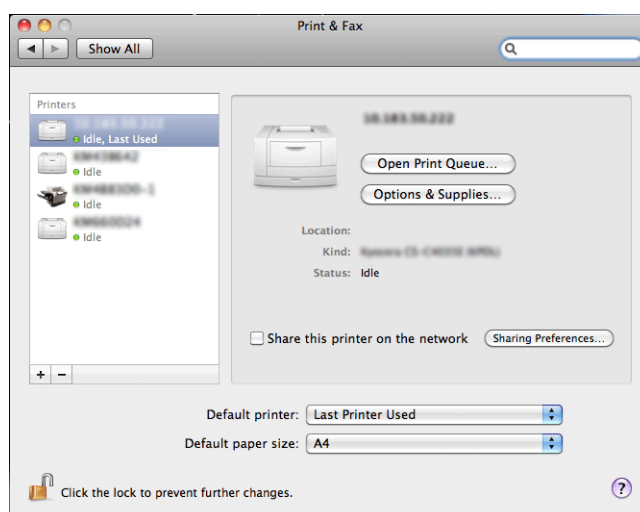 Print & Fax
Show All
Printers
Idle, Last Used
Idle
Idle
Idle
Open Print Queue...
Options & Supplies...
Location:
Kind:
Status: Idle
Share this printer on the network
Sharing Preferences...
+ −
Default printer: Last Printer Used
Default paper size: A4
Click the lock to prevent further changes.
?